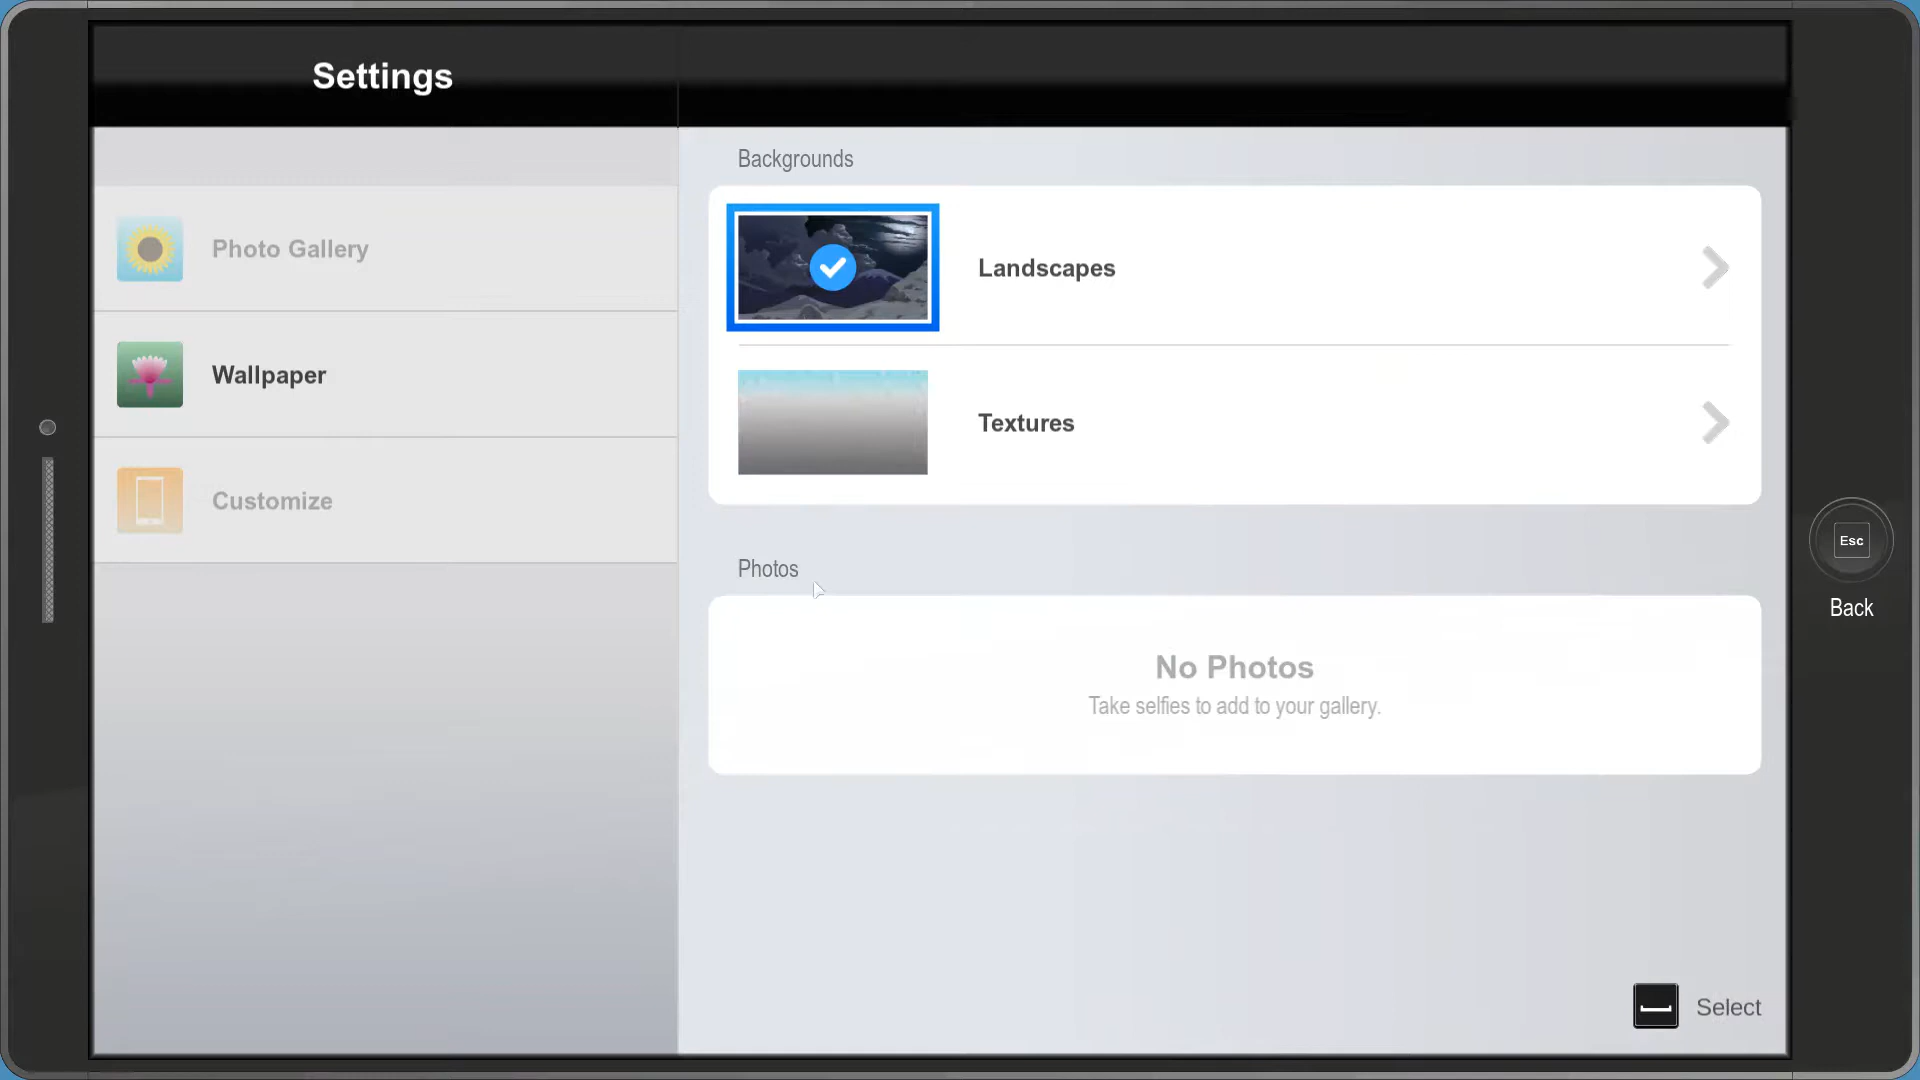 Settings
Photo Gallery
Wallpaper
Customize
Backgrounds
Landscapes
Textures
Photos
No Photos
Take selfies to add to your gallery.
Esc
Back
Select